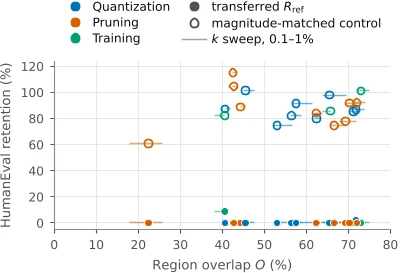 Quantization
Pruning
Training
transferred R_ref
magnitude-matched control
k sweep, 0.1–1%
HumanEval retention (%)
120
100
80
60
40
20
0
0 10 20 30 40 50 60 70 80
Region overlap O (%)